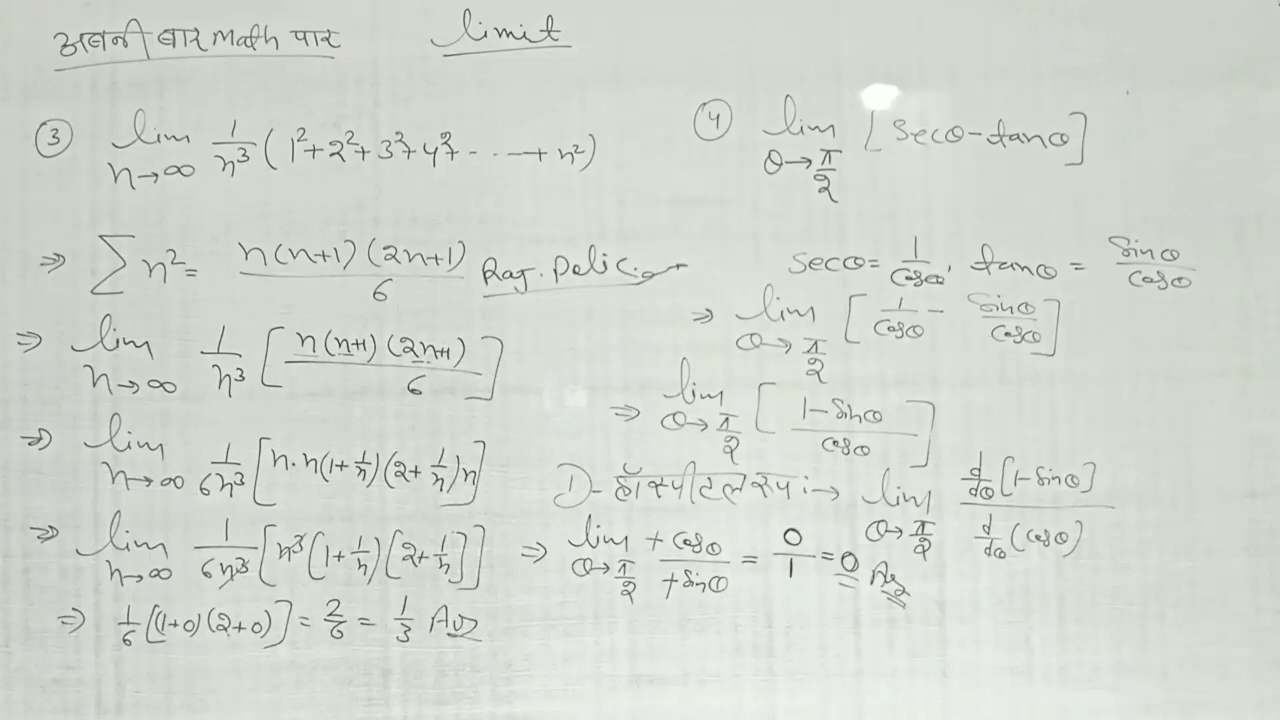 अबकी बार Math पार limit
③ lim n→∞ 1/n³ (1²+2²+3²+4²+ - - - + n²)
⇒ ∑n² = n(n+1)(2n+1)/6
⇒ lim n→∞ 1/n³ [n(n+1)(2n+1)/6]
⇒ lim n→∞ 1/6n³ [n·n(1+1/n)(2+1/n)n]
⇒ lim n→∞ 1/6n³ [n³(1+1/n)(2+1/n]]
⇒ 1/6 [(1+0)(2+0)] = 2/6 = 1/3 Ans
④ lim θ→π/2 [secθ-tanθ]
secθ = 1/cosθ, tanθ = sinθ/cosθ
⇒ lim θ→π/2 [1/cosθ - sinθ/cosθ]
⇒ lim θ→π/2 [1-sinθ/cosθ]
D-हॉस्पीटल रूप :→ lim θ→π/2 d/dθ[1-sinθ] / d/dθ(cosθ)
⇒ lim θ→π/2 +cosθ/+sinθ = 0/1 = 0 Ans